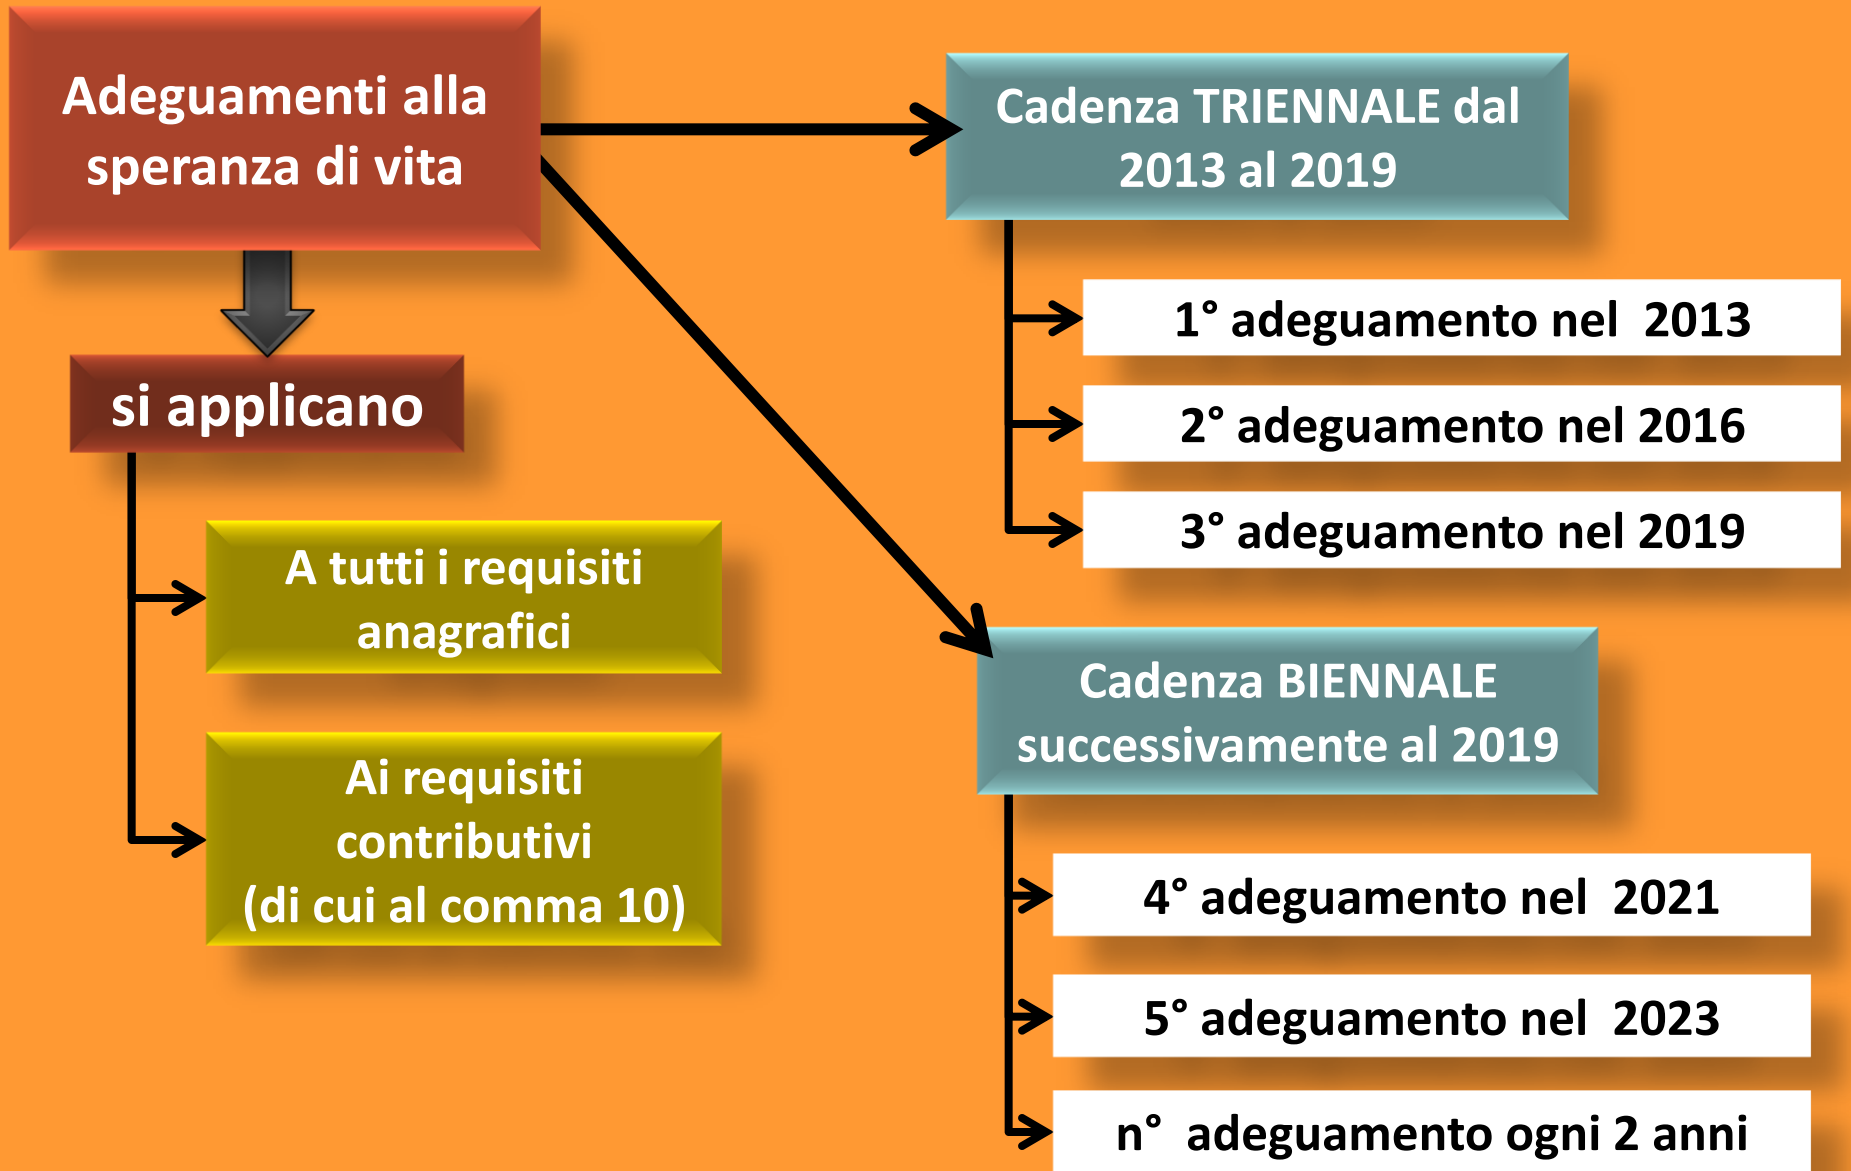 Adeguamenti alla
speranza di vita
si applicano
A tutti i requisiti
anagrafici
Ai requisiti
contributivi
(di cui al comma 10)
Cadenza TRIENNALE dal
2013 al 2019
1° adeguamento nel  2013
2° adeguamento nel 2016
3° adeguamento nel 2019
Cadenza BIENNALE
successivamente al 2019
4° adeguamento nel  2021
5° adeguamento nel  2023
n°  adeguamento ogni 2 anni